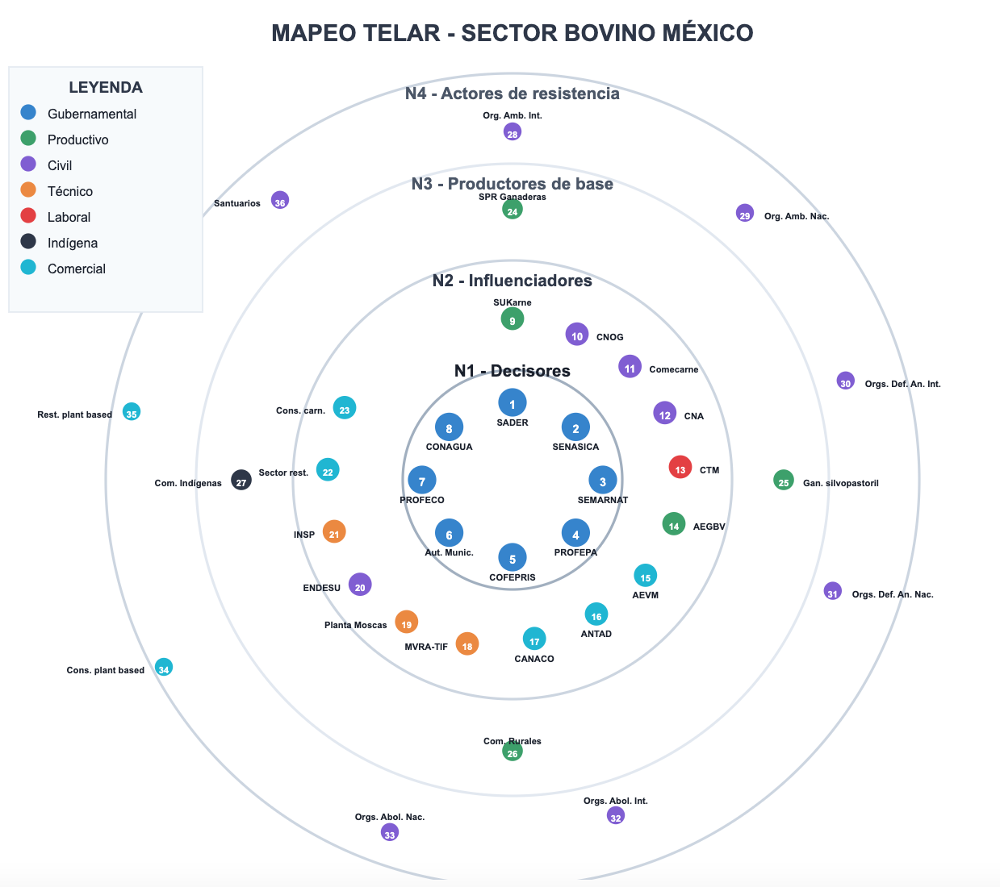 MAPEO TELAR - SECTOR BOVINO MÉXICO
LEYENDA
Gubernamental
Productivo
Civil
Técnico
Laboral
Indígena
Comercial
N4 - Actores de resistencia
Org. Amb. Int.
28
Santuarios
36
29
Org. Amb. Nac.
N3 - Productores de base
SPR Ganaderas
24
N2 - Influenciadores
SUKarne
9
10
CNOG
11
Comecarne
N1 - Decisores
30
Orgs. Def. An. Int.
Rest. plant based
35
Cons. carn.
23
1
SADER
12
CNA
8
CONAGUA
2
SENASICA
Com. Indígenas
27
Sector rest.
22
7
PROFECO
3
SEMARNAT
13
CTM
25
Gan. silvopastoril
INSP
21
6
Aut. Munic.
5
COFEPRIS
4
PROFEPA
14
AEGBV
ENDESU
20
15
AEVM
31
Orgs. Def. An. Nac.
Planta Moscas
19
16
ANTAD
MVRA-TIF
18
17
CANACO
Cons. plant based
34
Com. Rurales
26
Orgs. Abol. Nac.
33
Orgs. Abol. Int.
32